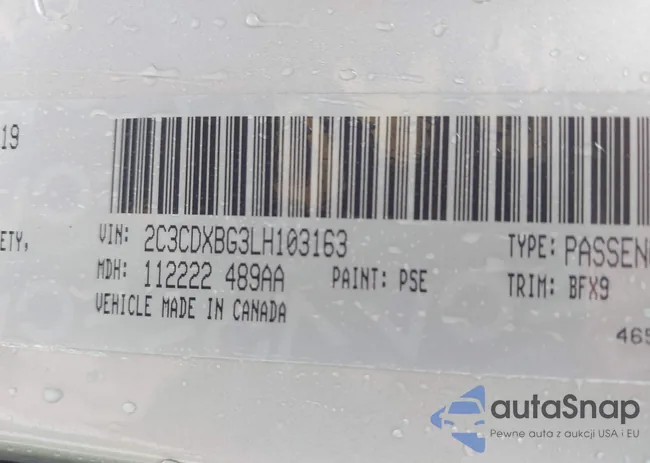 19
ETY,
VIN: 2C3CDXBG3LH103163
TYPE: PASSENG
MDH: 112222 489AA
PAINT: PSE
TRIM: BFX9
VEHICLE MADE IN CANADA
465
autaSnap
Pewne auta z aukcji USA i EU